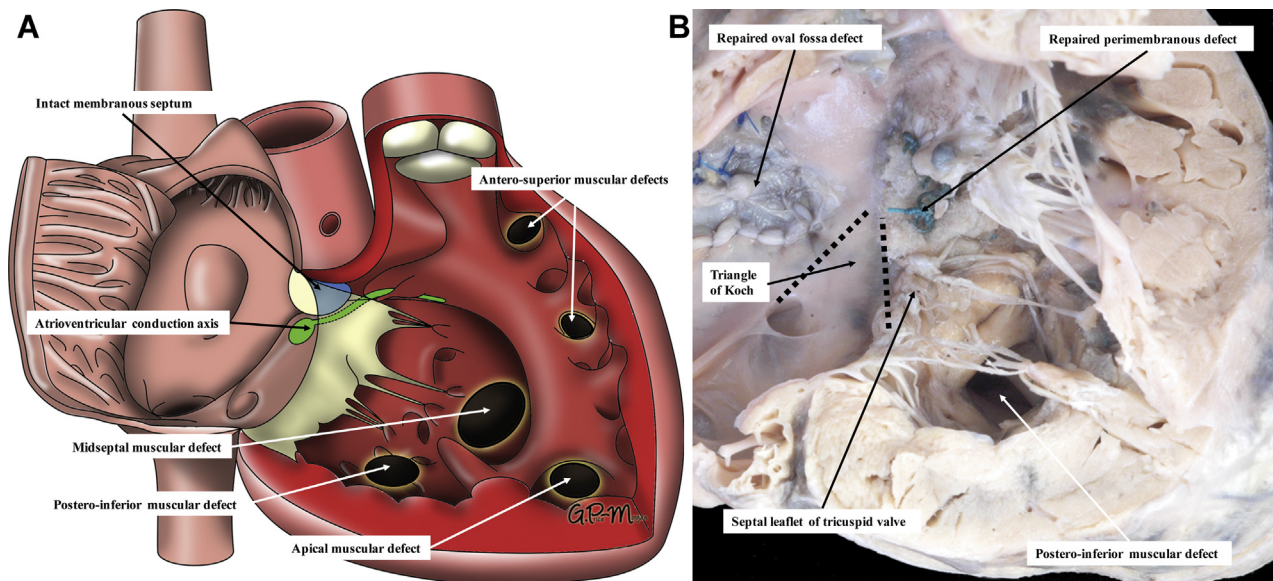 A
Intact membranous septum
Antero-superior muscular defects
Atrioventricular conduction axis
Midseptal muscular defect
Postero-inferior muscular defect
Apical muscular defect
B
Repaired oval fossa defect
Repaired perimembranous defect
Triangle
of Koch
Septal leaflet of tricuspid valve
Postero-inferior muscular defect